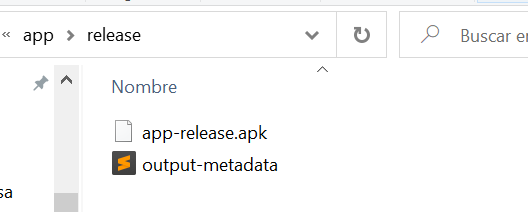 « app > release
Buscar en
Nombre
app-release.apk
output-metadata
sa